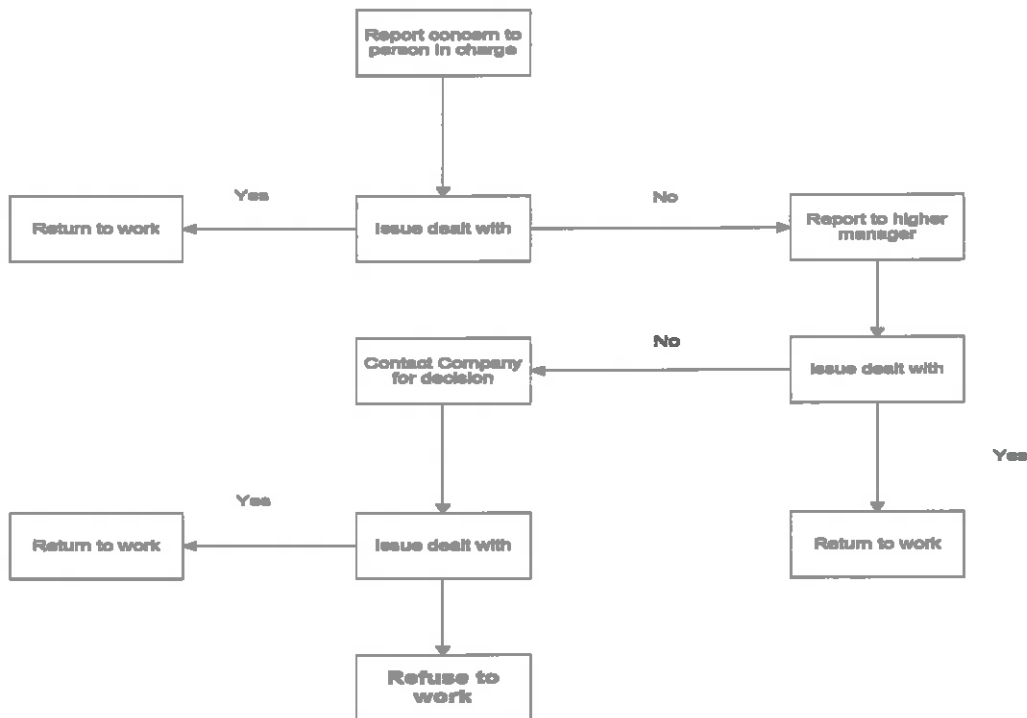 Report concern to
person in charge
Yes
No
Return to work
Issue dealt with
Report to higher
manager
No
Contact Company
for decision
Issue dealt with
Yes
Yes
Return to work
Issue dealt with
Return to work
Refuse to
work